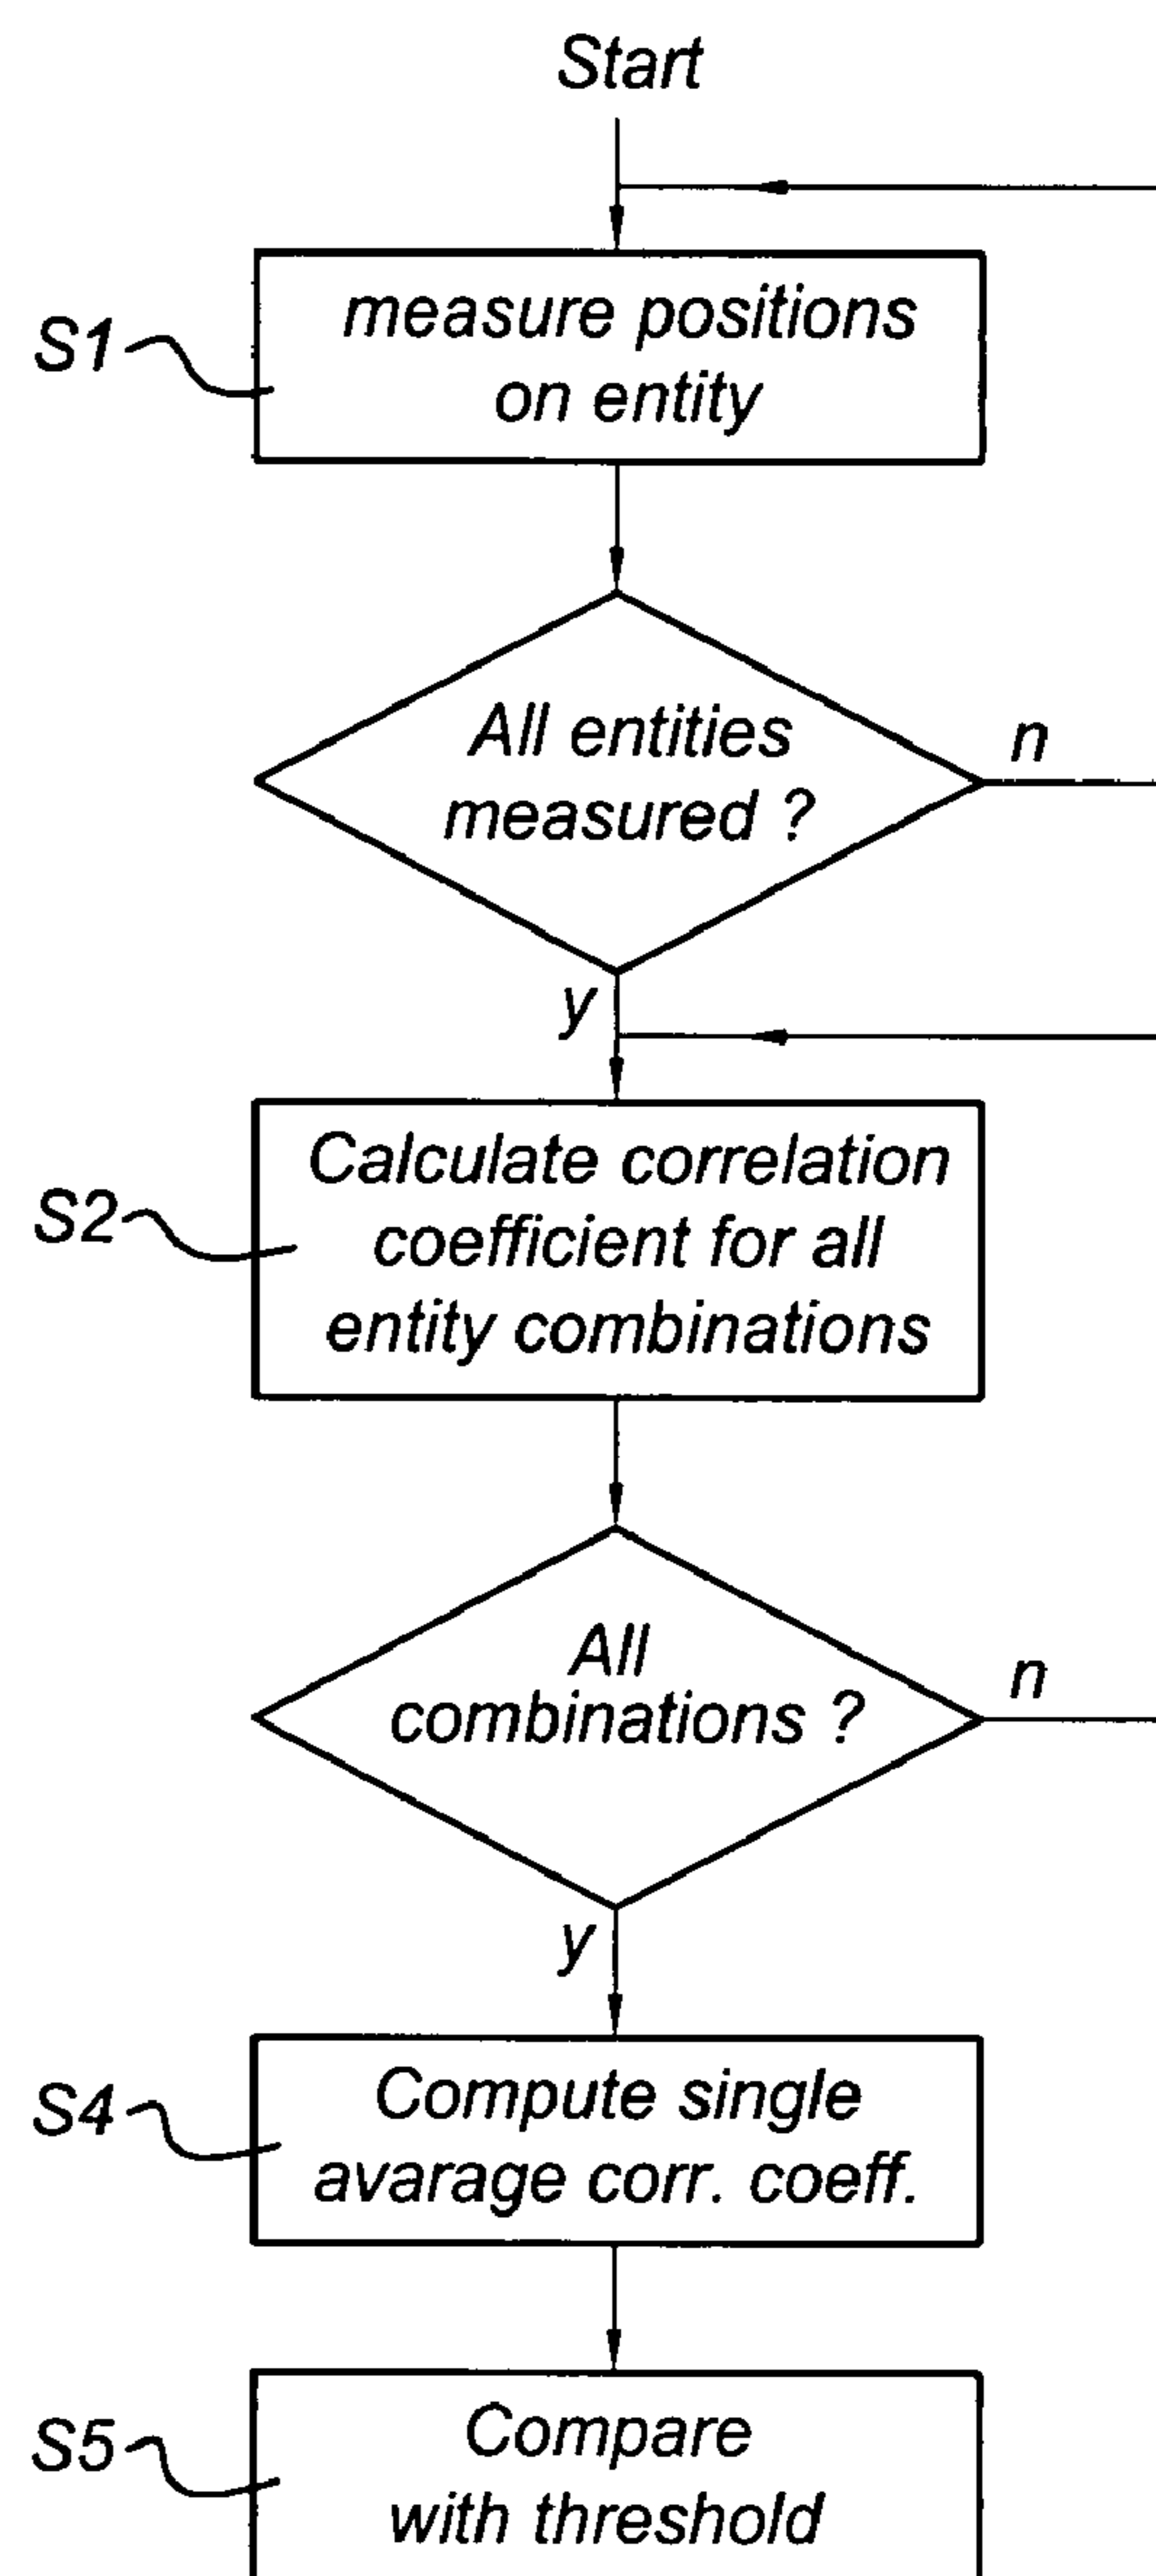 Start
S1
measure positions
on entity
All entities
measured ?
n
y
S2
Calculate correlation
coefficient for all
entity combinations
All
combinations ?
n
y
S4
Compute single
avarage corr. coeff.
S5
Compare
with threshold